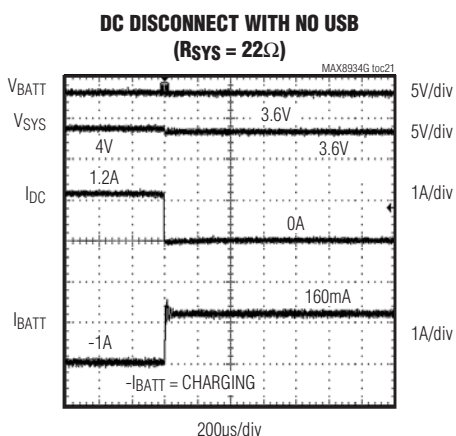 DC DISCONNECT WITH NO USB
(RSYS = 22Ω)
MAX8934G toc21
VBATT
5V/div
3.6V
VSYS
5V/div
4V
3.6V
1.2A
IDC
1A/div
0A
160mA
IBATT
1A/div
-1A
-IBATT = CHARGING
200us/div